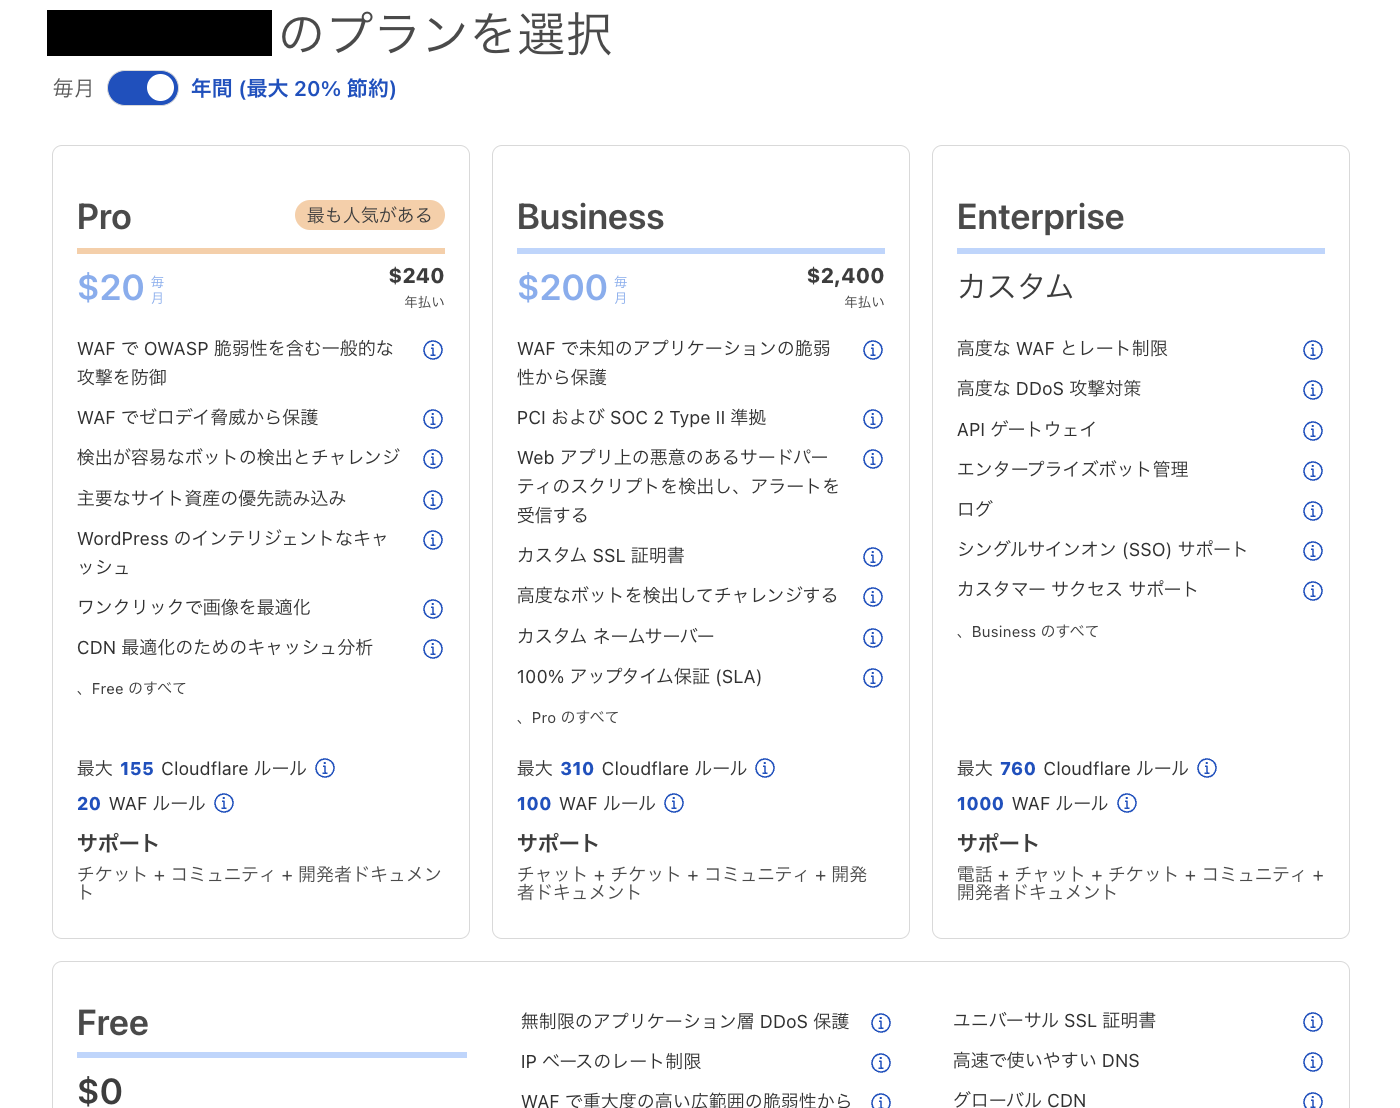 のプランを選択
毎月 年間 (最大 20% 節約)
Pro 最も人気がある
$20 毎月 $240
年払い
WAF で OWASP 脆弱性を含む一般的な
攻撃を防御
WAF でゼロデイ脅威から保護
検出が容易なボットの検出とチャレンジ
主要なサイト資産の優先読み込み
WordPress のインテリジェントなキャ
ッシュ
ワンクリックで画像を最適化
CDN 最適化のためのキャッシュ分析
、Free のすべて
最大 155 Cloudflare ルール
20 WAF ルール
サポート
チケット + コミュニティ + 開発者ドキュメン
ト
Business
$200 毎月 $2,400
年払い
WAF で未知のアプリケーションの脆弱
性から保護
PCI および SOC 2 Type II 準拠
Web アプリ上の悪意のあるサードパー
ティのスクリプトを検出し、アラートを
受信する
カスタム SSL 証明書
高度なボットを検出してチャレンジする
カスタム ネームサーバー
100% アップタイム保証 (SLA)
、Pro のすべて
最大 310 Cloudflare ルール
100 WAF ルール
サポート
チャット + チケット + コミュニティ + 開発
者ドキュメント
Enterprise
カスタム
高度な WAF とレート制限
高度な DDoS 攻撃対策
API ゲートウェイ
エンタープライズボット管理
ログ
シングルサインオン (SSO) サポート
カスタマー サクセス サポート
、Business のすべて
最大 760 Cloudflare ルール
1000 WAF ルール
サポート
電話 + チャット + チケット + コミュニティ +
開発者ドキュメント
Free
$0
無制限のアプリケーション層 DDoS 保護
IP ベースのレート制限
WAF で重大度の高い広範囲の脆弱性から
ユニバーサル SSL 証明書
高速で使いやすい DNS
グローバル CDN